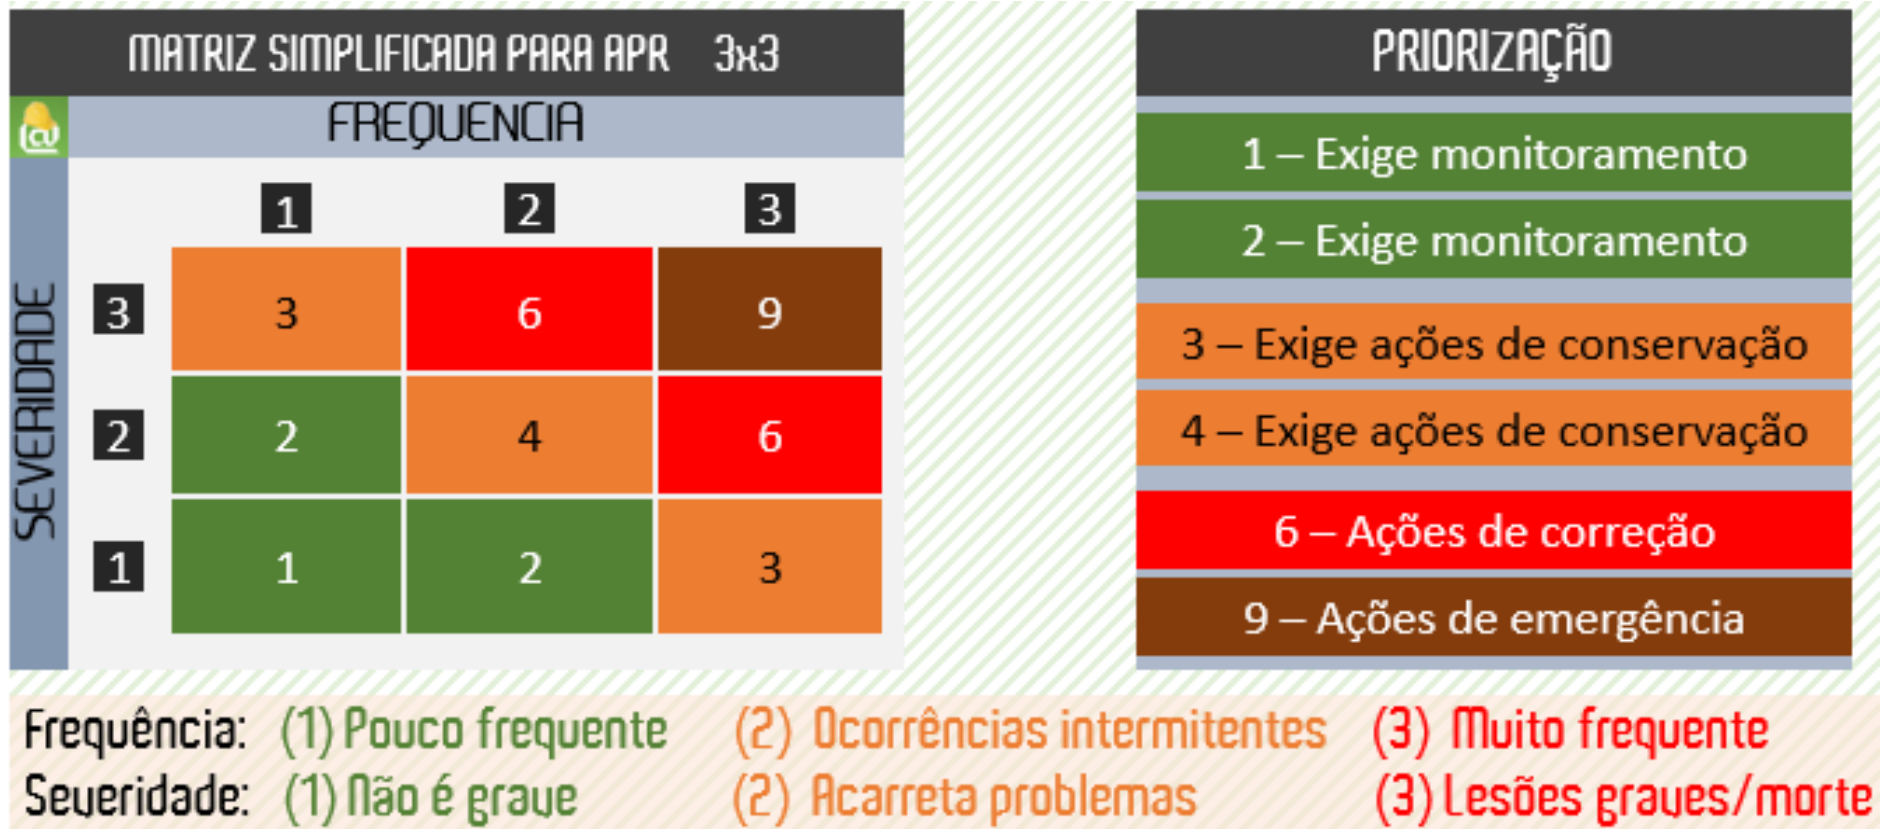 MATRIZ SIMPLIFICADA PARA APR 3x3
FREQUENCIA
SEVERIDADE
1 2 3
3 3 6 9
2 2 4 6
1 1 2 3
PRIORIZAÇÃO
1 – Exige monitoramento
2 – Exige monitoramento
3 – Exige ações de conservação
4 – Exige ações de conservação
6 – Ações de correção
9 – Ações de emergência
Frequência: (1) Pouco frequente (2) Ocorrências intermitentes (3) Muito frequente
Severidade: (1) Não é grave (2) Acarreta problemas (3) Lesões graves/morte